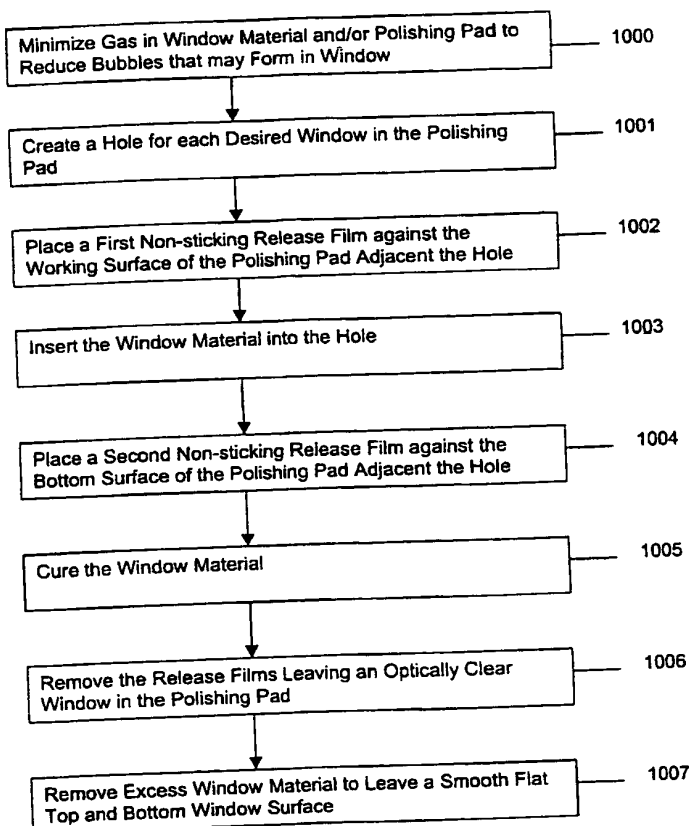 Minimize Gas in Window Material and/or Polishing Pad to
Reduce Bubbles that may Form in Window
1000
Create a Hole for each Desired Window in the Polishing
Pad
1001
Place a First Non-sticking Release Film against the
Working Surface of the Polishing Pad Adjacent the Hole
1002
Insert the Window Material into the Hole
1003
Place a Second Non-sticking Release Film against the
Bottom Surface of the Polishing Pad Adjacent the Hole
1004
Cure the Window Material
1005
Remove the Release Films Leaving an Optically Clear
Window in the Polishing Pad
1006
Remove Excess Window Material to Leave a Smooth Flat
Top and Bottom Window Surface
1007